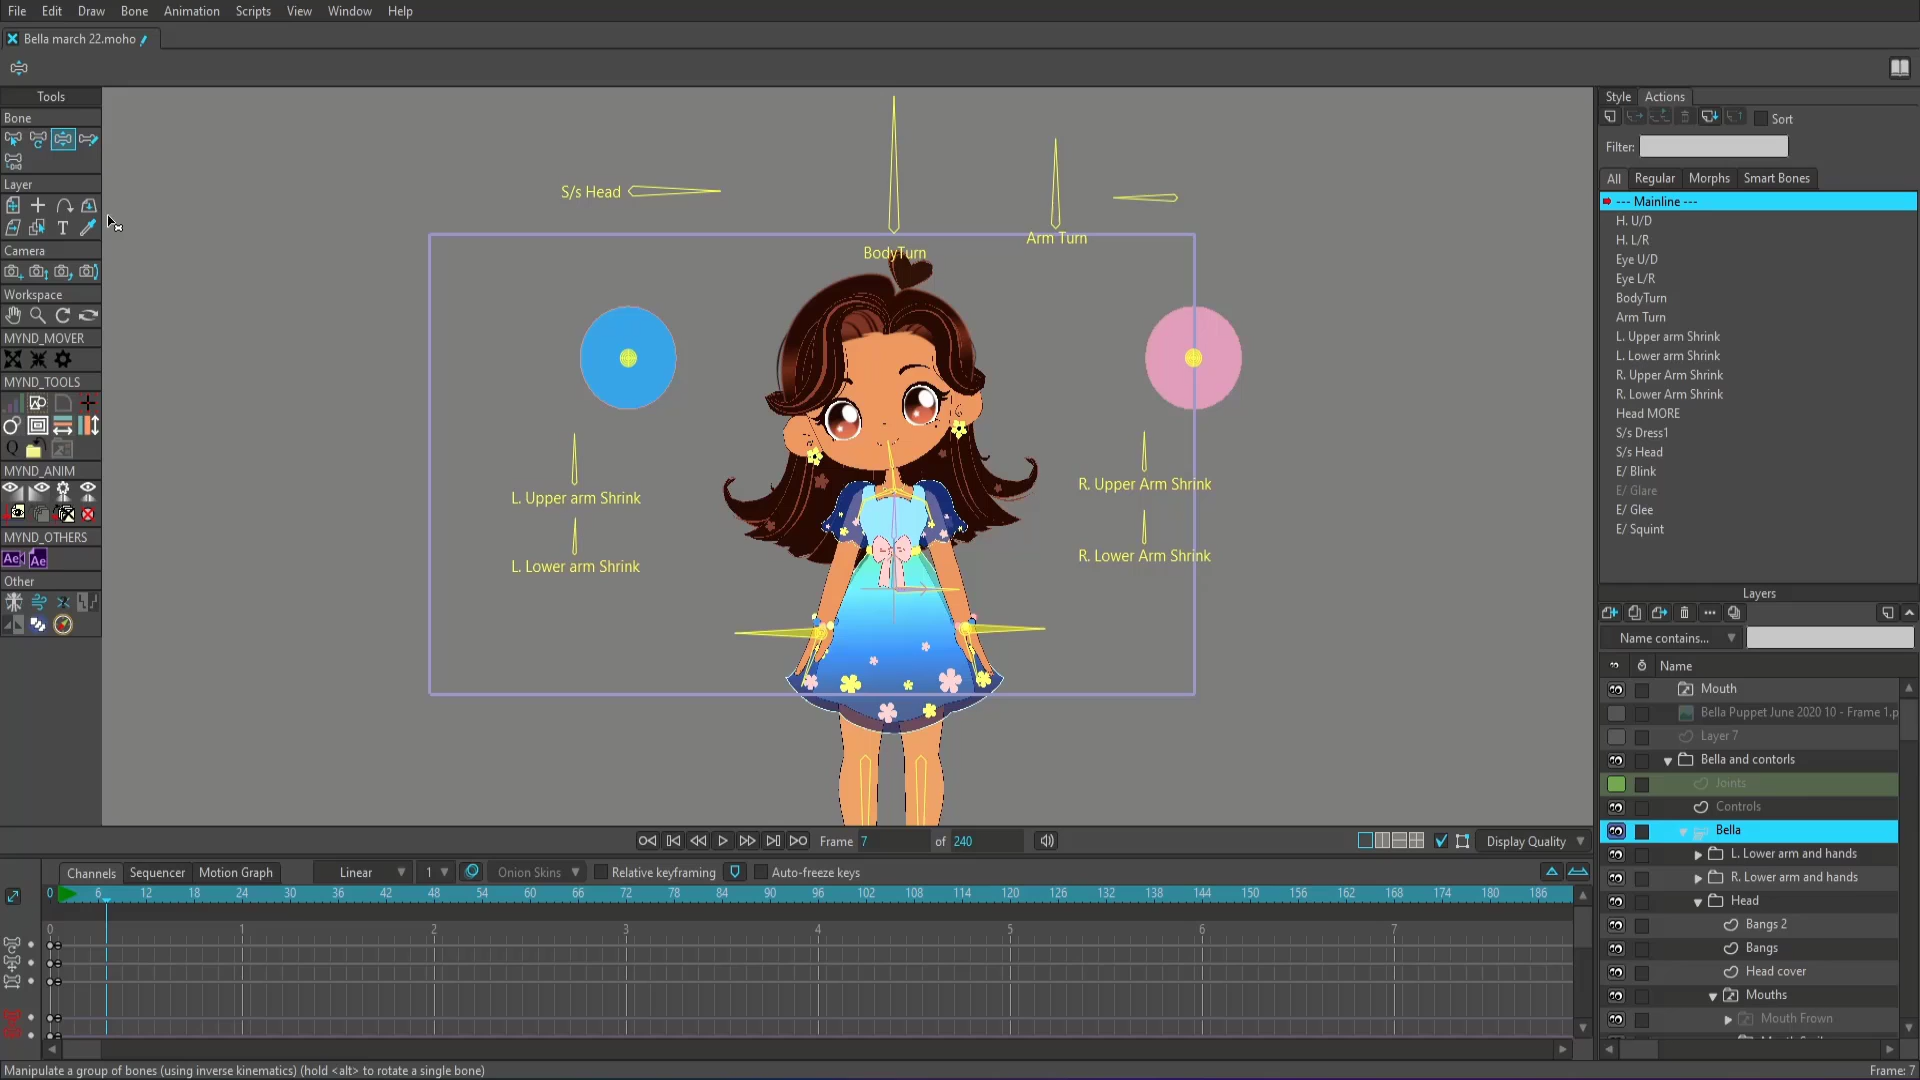 File Edit Draw Bone Animation Scripts View Window Help
Bella march 22.moho
Tools
Bone
Layer
T
Camera
Workspace
MYND_MOVER
MYND_TOOLS
Q
MYND_ANIM
MYND_OTHERS
Ae Ae
Other
S/s Head
BodyTurn
Arm Turn
L. Upper arm Shrink
L. Lower arm Shrink
R. Upper Arm Shrink
R. Lower Arm Shrink
Style Actions
Sort
Filter:
All Regular Morphs Smart Bones
--- Mainline ---
H. U/D
H. L/R
Eye U/D
Eye L/R
BodyTurn
Arm Turn
L. Upper arm Shrink
L. Lower arm Shrink
R. Upper Arm Shrink
R. Lower Arm Shrink
Head MORE
S/s Dress1
S/s Head
E/ Blink
E/ Glare
E/ Glee
E/ Squint
Layers
Name contains...
Name
Mouth
Bella Puppet June 2020 10 - Frame 1.p
Layer 7
Bella and contorls
Joints
Controls
Bella
L. Lower arm and hands
R. Lower arm and hands
Head
Bangs 2
Bangs
Head cover
Mouths
Mouth Frown
Frame 7 of 240
Display Quality
Channels Sequencer Motion Graph Linear 1 Onion Skins Relative keyframing Auto-freeze keys
0 6 12 18 24 30 36 42 48 54 60 66 72 78 84 90 96 102 108 114 120 126 132 138 144 150 156 162 168 174 180 186
0 1 2 3 4 5 6 7
Manipulate a group of bones (using inverse kinematics) (hold <alt> to rotate a single bone)
Frame: 7